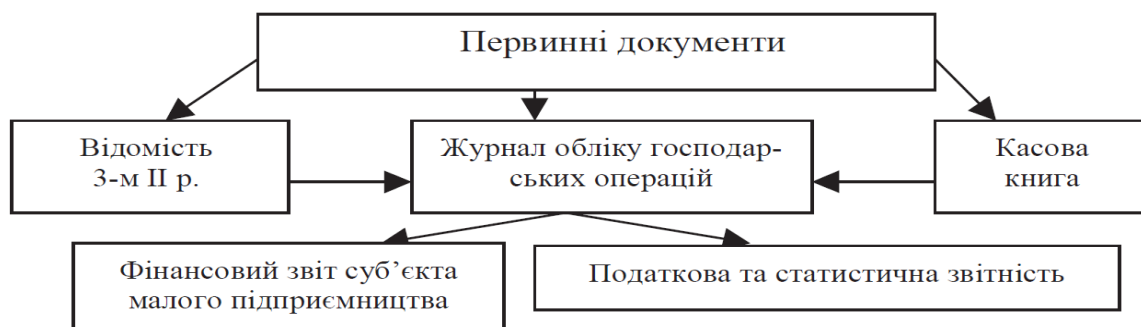 Первинні документи
Відомість
3-м ІІ р.
Журнал обліку господар-
ських операцій
Касова
книга
Фінансовий звіт суб’єкта
малого підприємництва
Податкова та статистична звітність